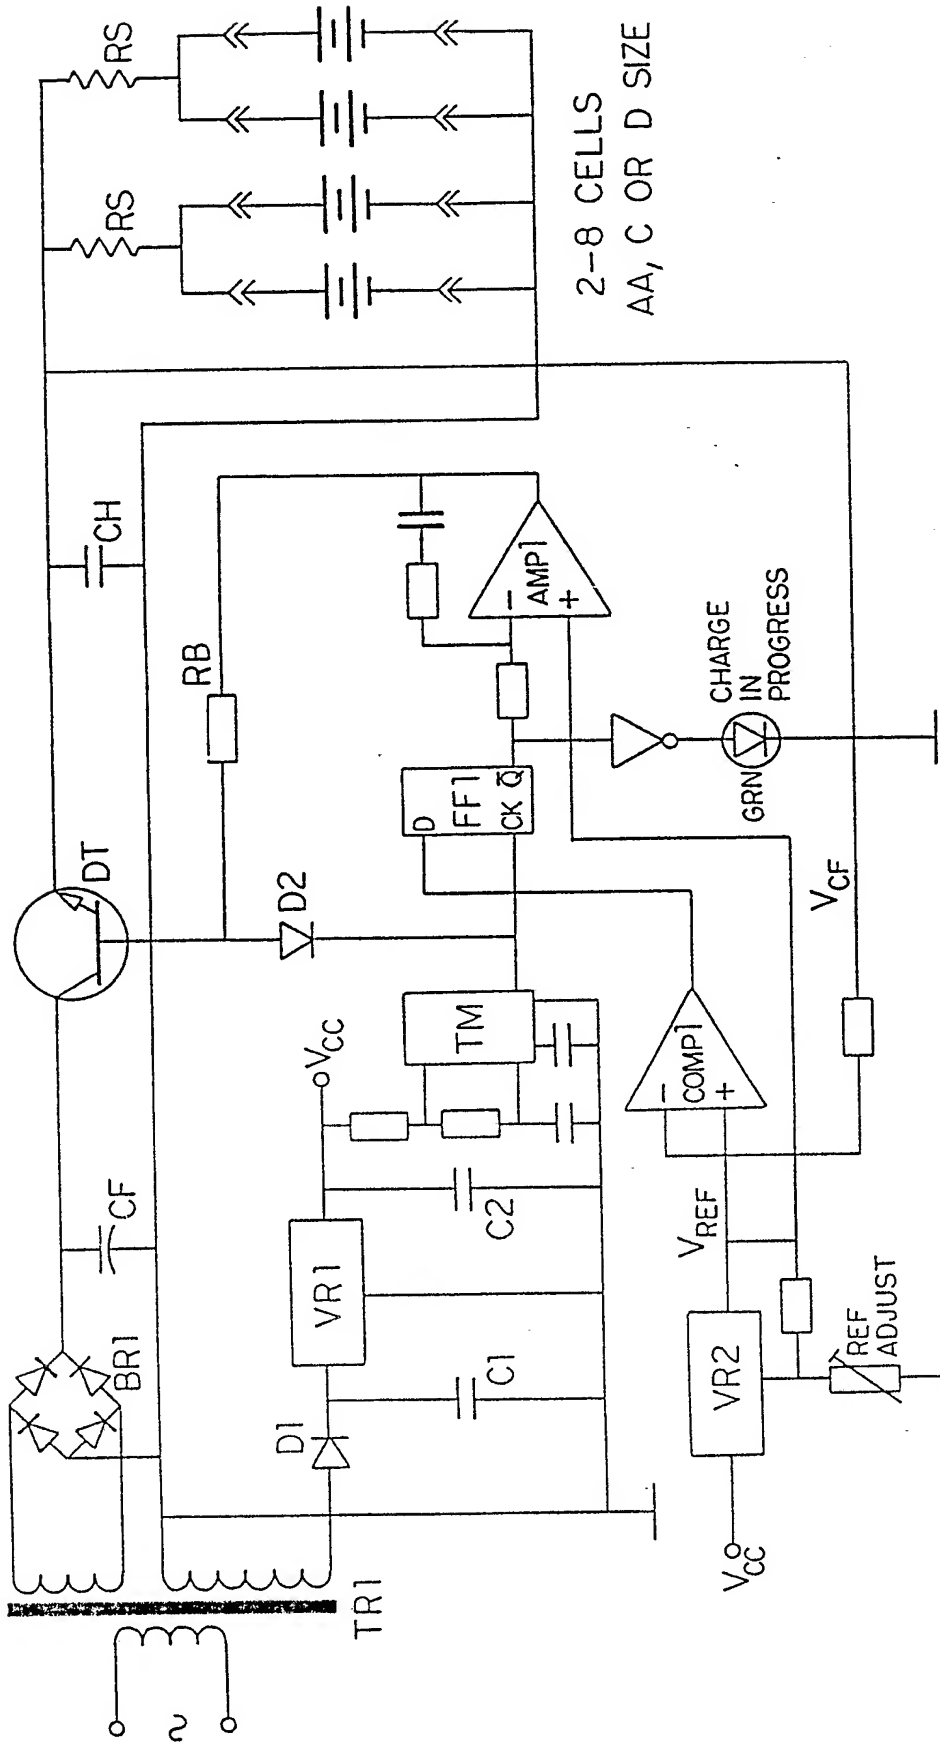 TR1
BR1
CF
DT
CH
RS
RS
D1
VR1
C1
C2
VCC
TM
D2
RB
D
FF1
CK Q̅
−
AMP1
+
2-8 CELLS
AA, C OR D SIZE
VCC
VR2
VREF
REF
ADJUST
−
COMP1
+
VCF
GRN
CHARGE
IN
PROGRESS